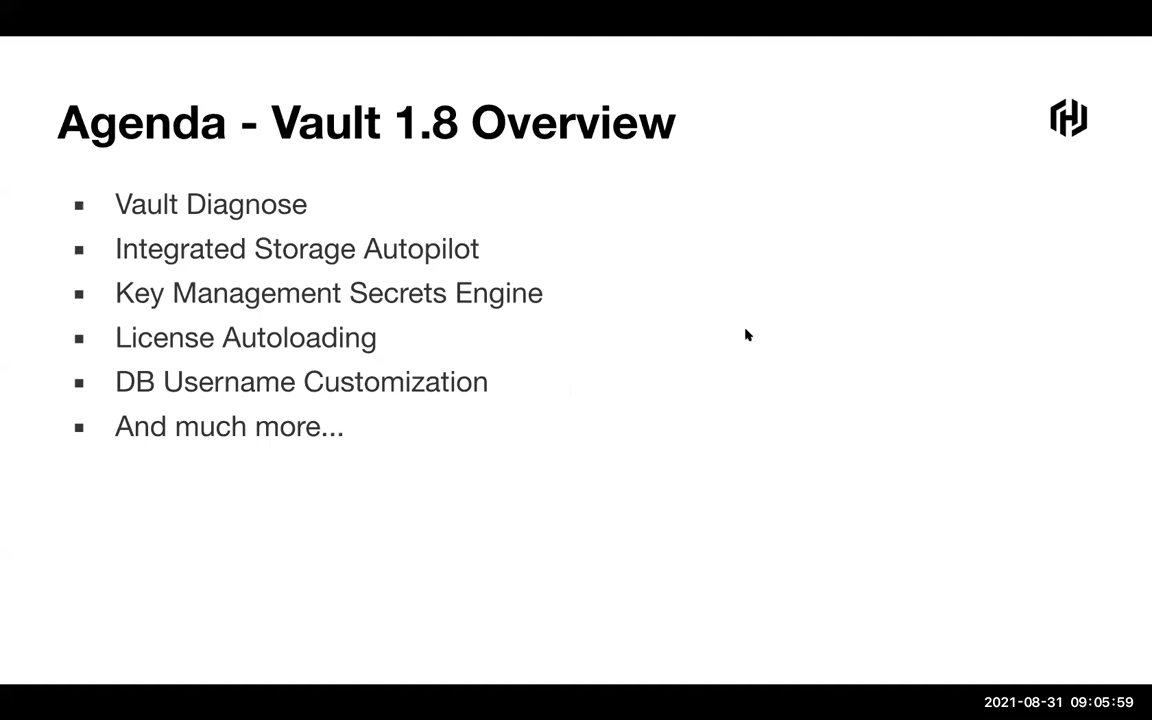 Agenda - Vault 1.8 Overview
▪ Vault Diagnose
▪ Integrated Storage Autopilot
▪ Key Management Secrets Engine
▪ License Autoloading
▪ DB Username Customization
▪ And much more...
2021-08-31 09:05:59